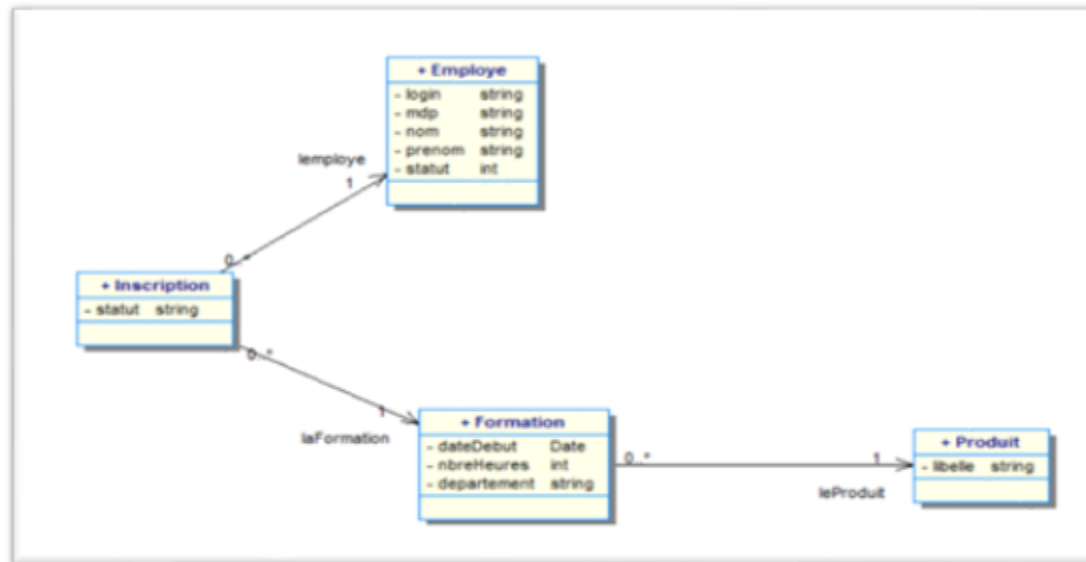 + Employe
- login string
- mdp string
- nom string
- prenom string
- statut int
lemploye
1
0..*
+ Inscription
- statut string
0..*
1
laFormation
+ Formation
- dateDebut Date
- nbreHeures int
- departement string
0..*
1
leProduit
+ Produit
- libelle string